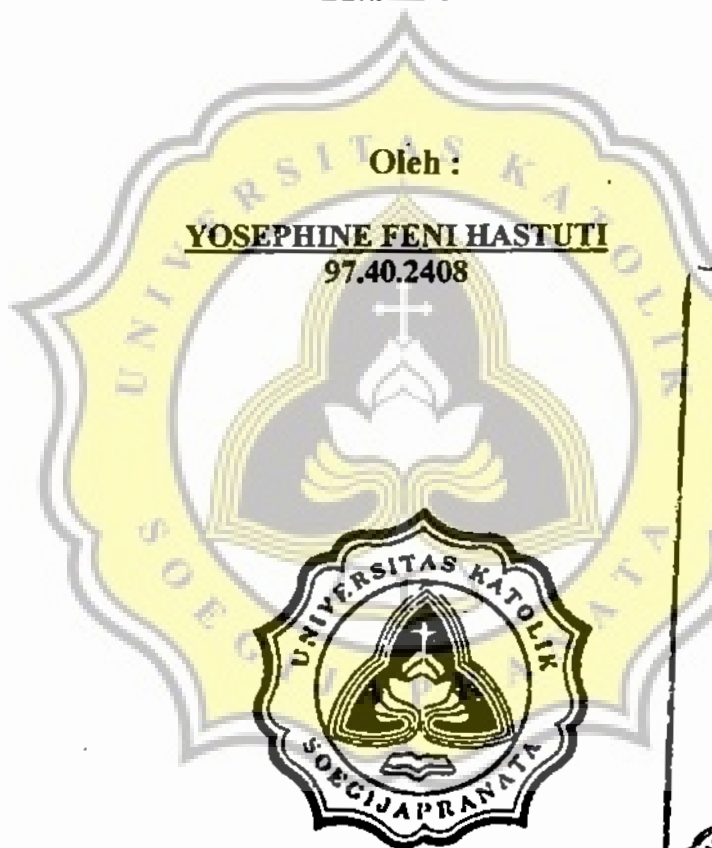 Oleh :
YOSEPHINE FENI HASTUTI
97.40.2408
UNIVERSITAS KATOLIK
SOEGIJAPRANATA
UNIVERSITAS KATOLIK
SOEGIJAPRANATA